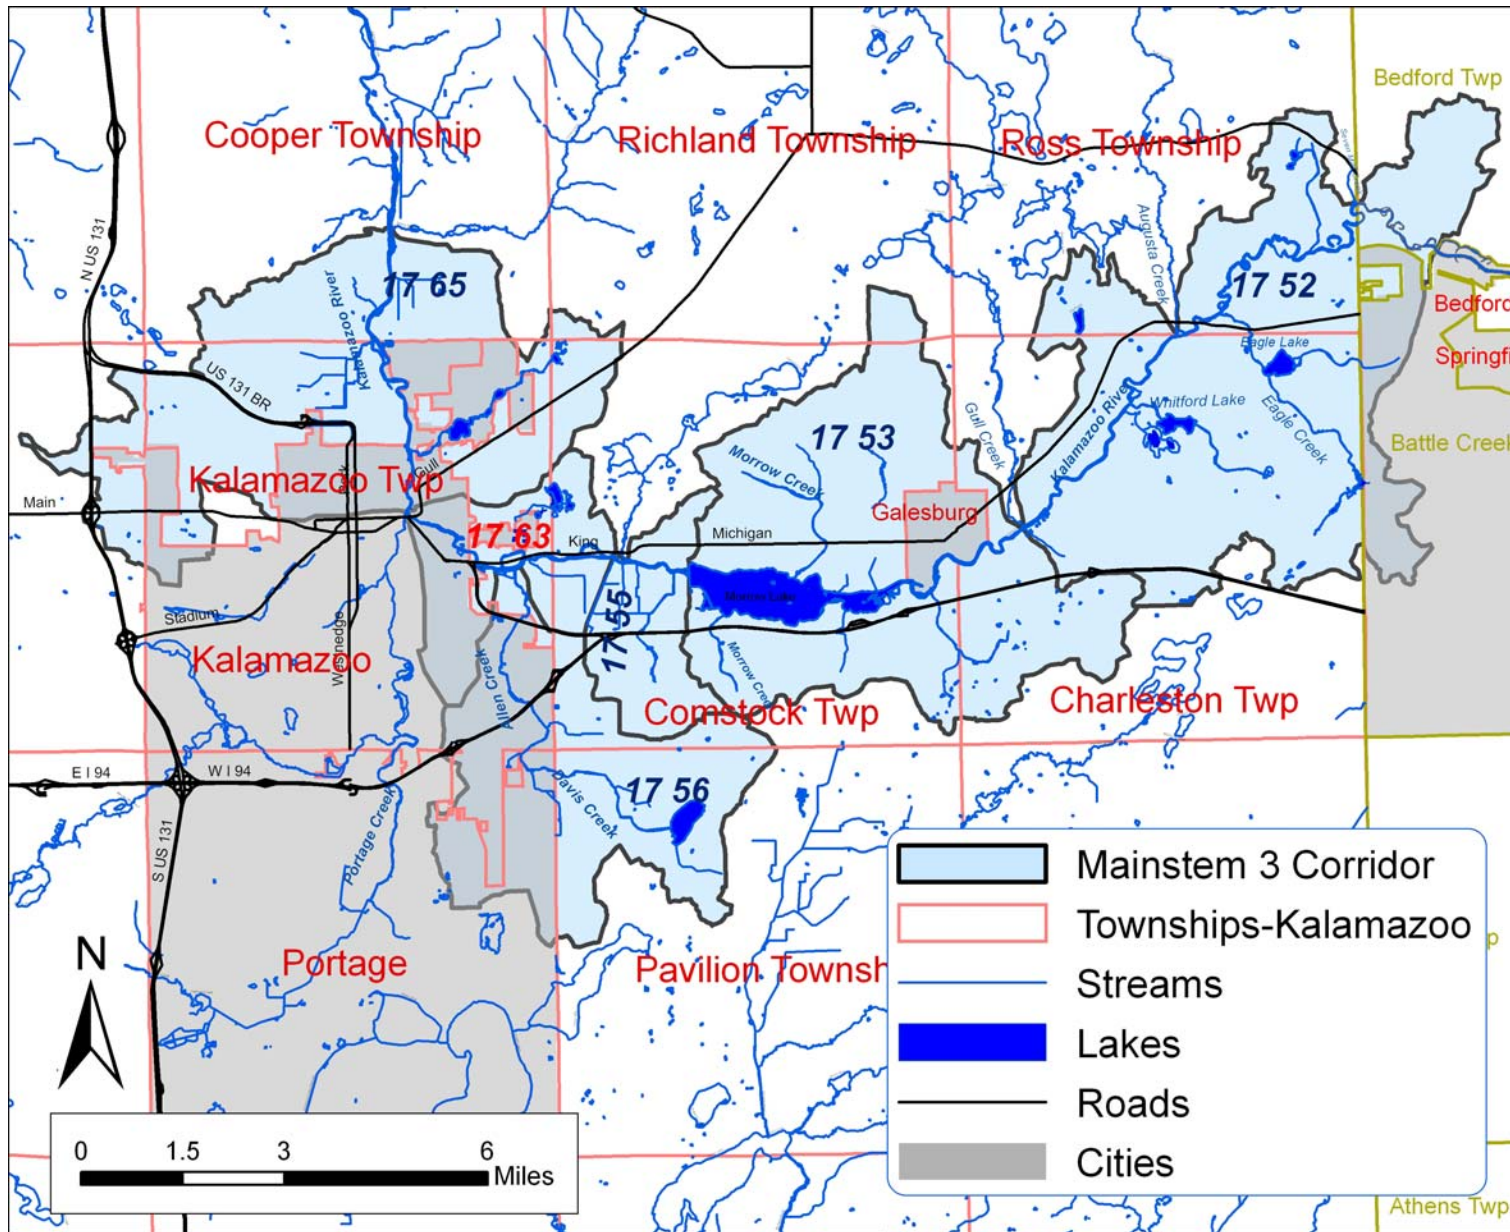 Bedford Twp
Cooper Township
Richland Township
Ross Township
N US 131
Augusta Creek
Kalamazoo River
17 65
17 52
Bedford
Eagle Lake
US 131 BR
Springfi
Kalamazoo River
Whitford Lake
Gull Creek
Eagle Creek
17 53
Battle Creek
Morrow Creek
Gull
Kalamazoo Twp
Main
Galesburg
17 63
King
Michigan
Morrow Lake
Stadium
17 55
Westnedge
Kalamazoo
Allen Creek
Morrow Creek
Comstock Twp
Charleston Twp
E I 94
W I 94
17 56
Davis Creek
Portage Creek
S US 131
Portage
Pavilion Townsh
p
N
0 1.5 3 6
Miles
Mainstem 3 Corridor
Townships-Kalamazoo
Streams
Lakes
Roads
Cities
Athens Twp